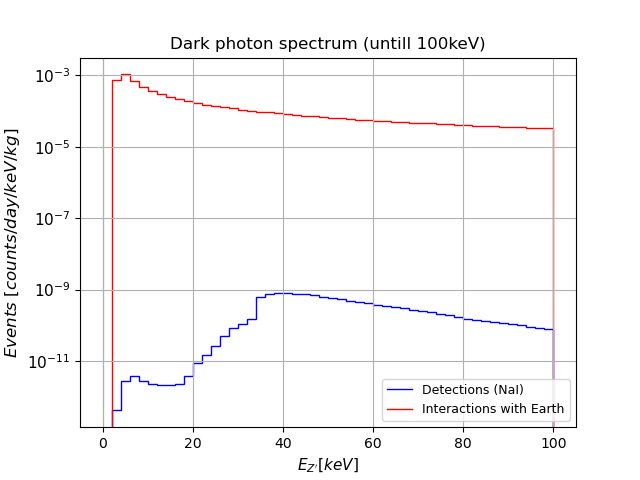 Dark photon spectrum (untill 100keV)
Events [counts/day/keV/kg]
10⁻³
10⁻⁵
10⁻⁷
10⁻⁹
10⁻¹¹
Detections (NaI)
Interactions with Earth
0 20 40 60 80 100
E_{Z'}[keV]